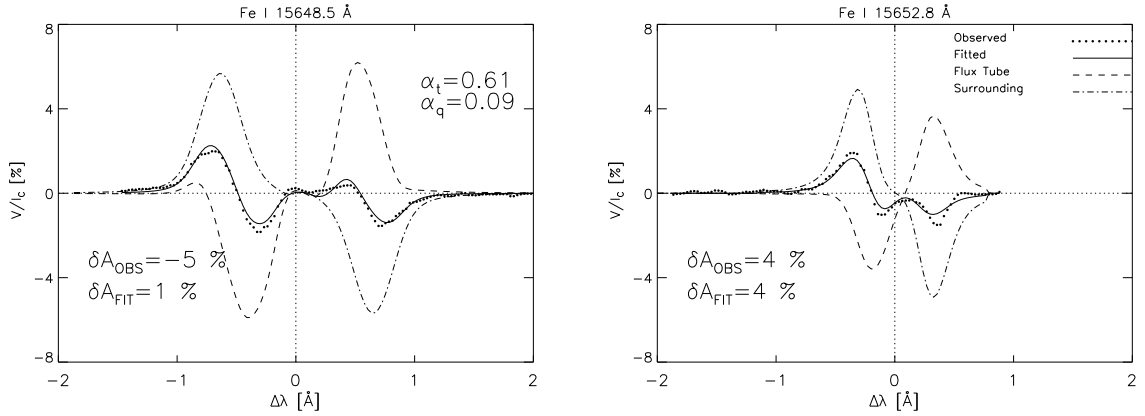 Fe I 15648.5 Å
8
4
0
−4
−8
V/I_c [%]
α_t=0.61
α_q=0.09
δA_OBS=−5 %
δA_FIT=1 %
−2 −1 0 1 2
Δλ [Å]
Fe I 15652.8 Å
8
4
0
−4
−8
V/I_c [%]
Observed
Fitted
Flux Tube
Surrounding
δA_OBS=4 %
δA_FIT=4 %
−2 −1 0 1 2
Δλ [Å]